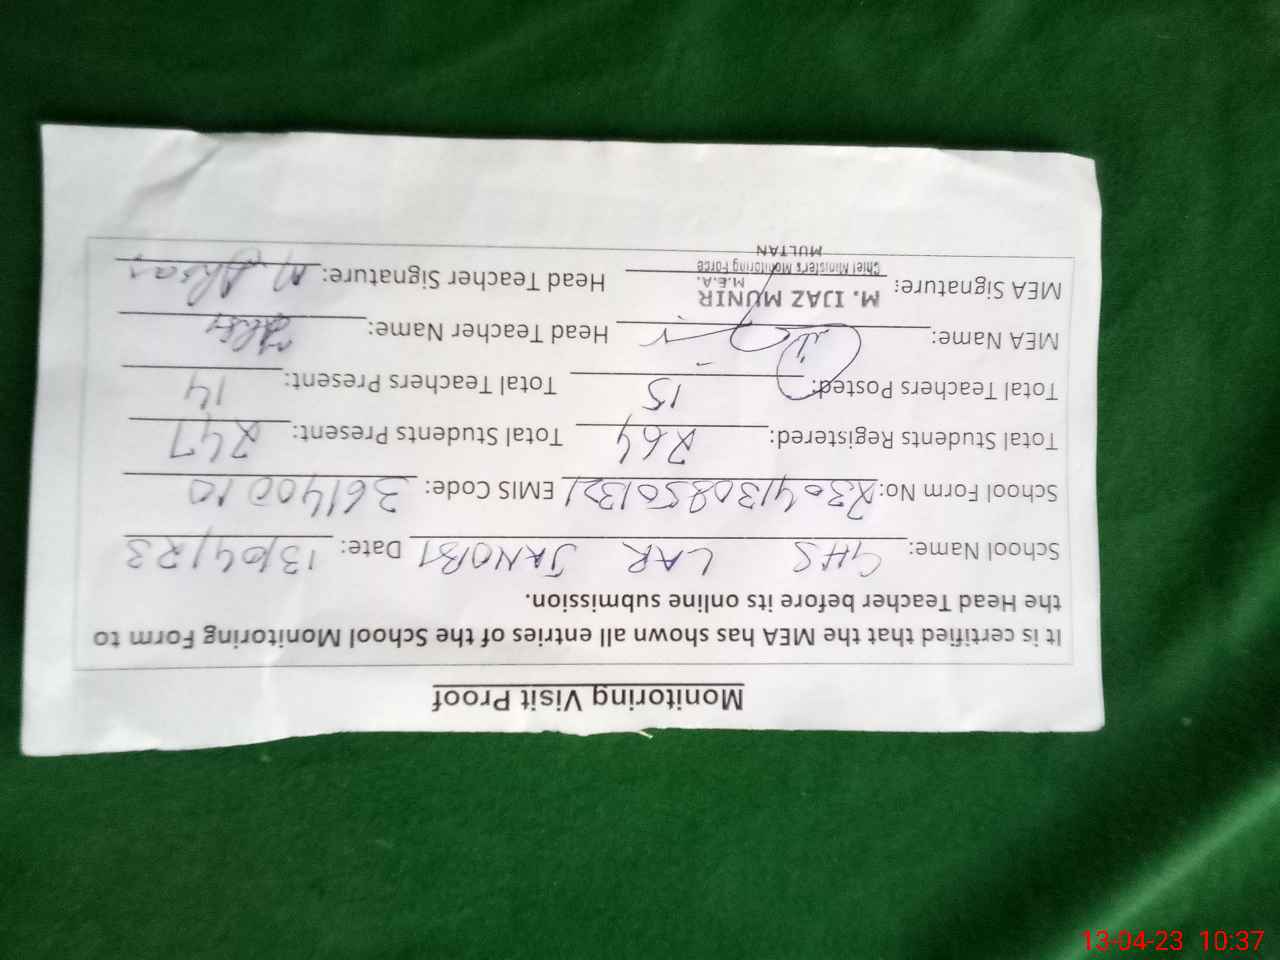 Monitoring Visit Proof
It is certified that the MEA has shown all entries of the School Monitoring Form to
the Head Teacher before its online submission.
School Name: GHS LAR JANOBI Date: 13/04/23
School Form No: 23041308501321 EMIS Code: 36140010
Total Students Registered: 264 Total Students Present: 247
Total Teachers Posted: 15 Total Teachers Present: 14
MEA Name: Head Teacher Name:
MEA Signature: M. IJAZ MUNIR Head Teacher Signature: M. Ahsan
M.E.A.
Chief Minister's Monitoring Force
MULTAN
13-04-23 10:37